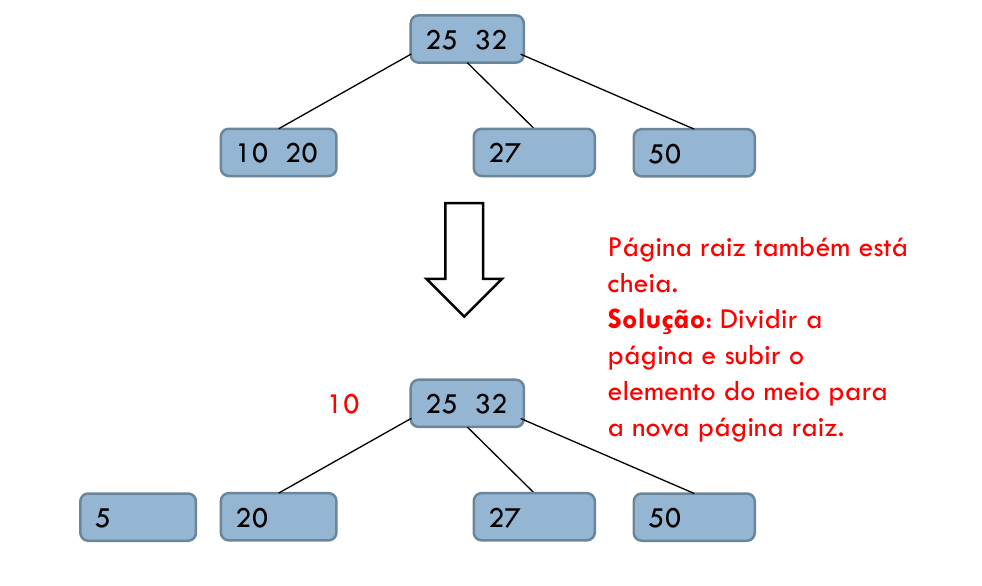 25 32
10 20
27
50
Página raiz também está
cheia.
Solução: Dividir a
página e subir o
elemento do meio para
a nova página raiz.
10
25 32
5
20
27
50